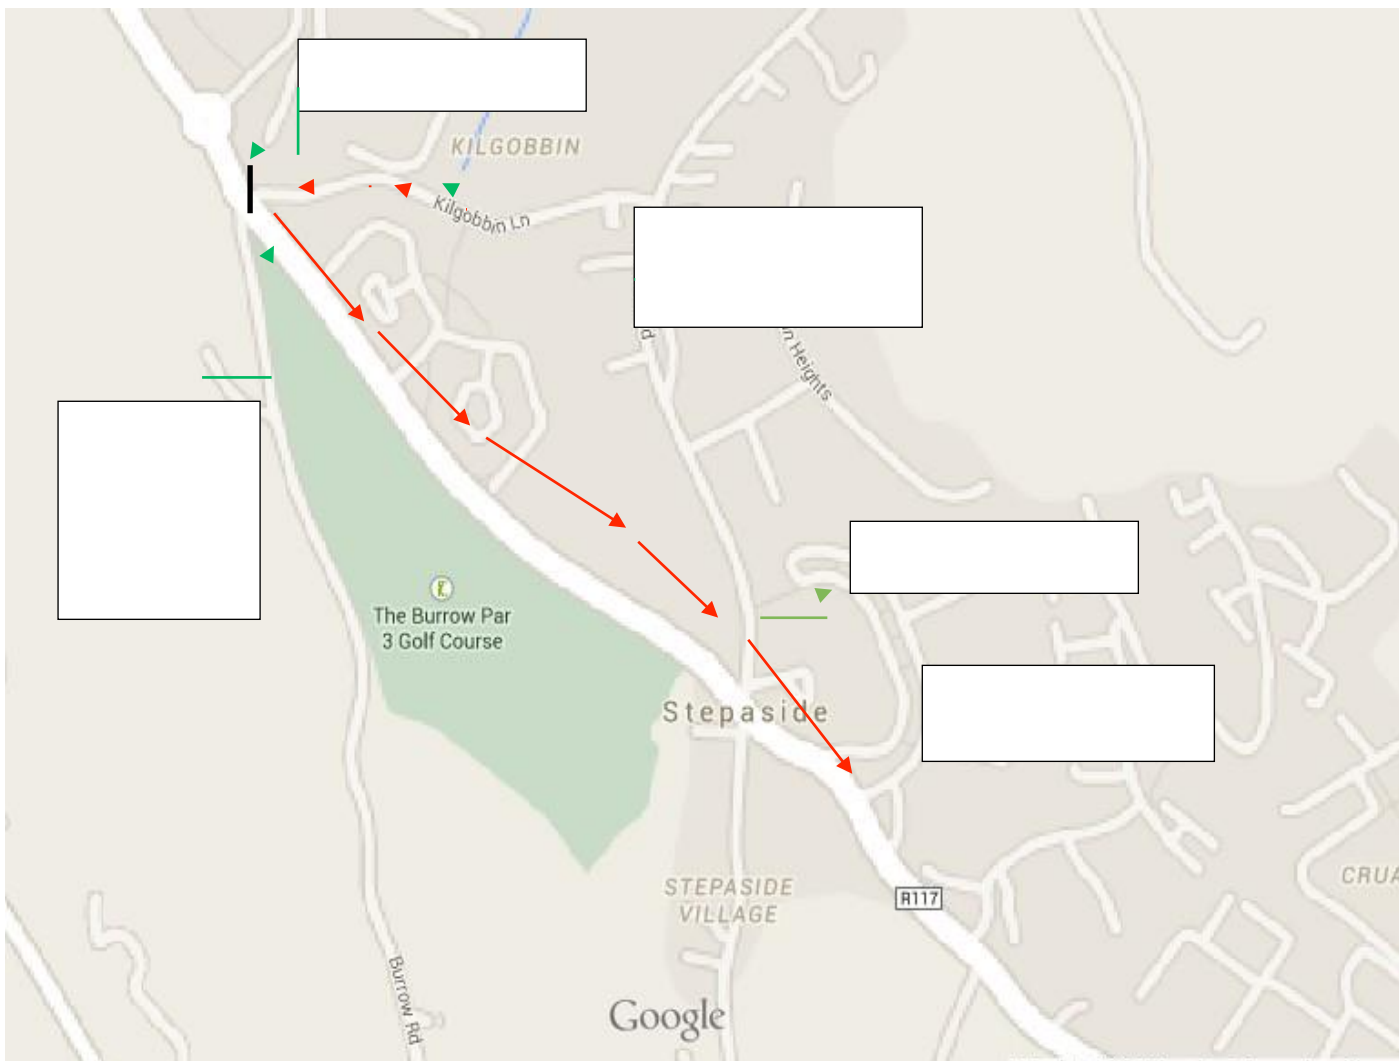 KILGOBBIN
Kilgobbin Ln
d
n Heights
The Burrow Par
3 Golf Course
Stepaside
STEPASIDE
VILLAGE
R117
CRUA
Burrow Rd
Google